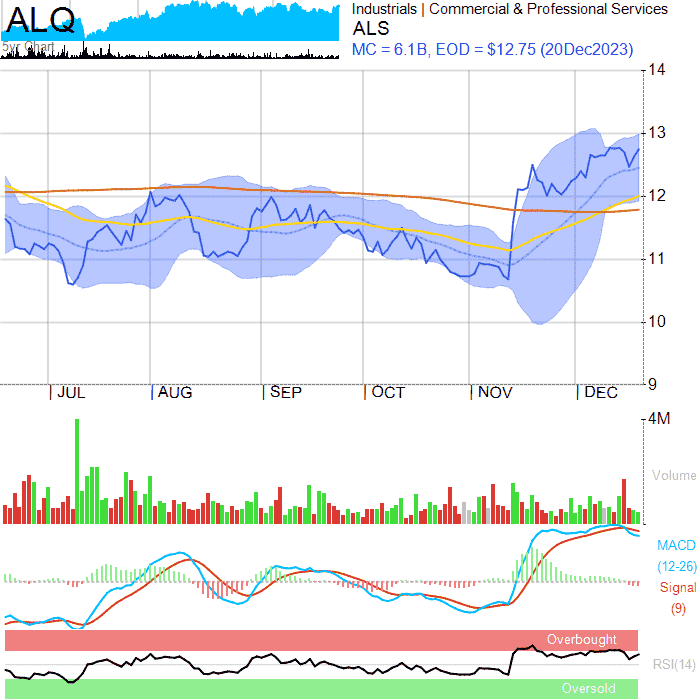 ALQ
5yr Chart
Industrials | Commercial & Professional Services
ALS
MC = 6.1B, EOD = $12.75 (20Dec2023)
14
13
12
11
10
9
JUL AUG SEP OCT NOV DEC
4M
Volume
MACD
(12-26)
Signal
(9)
Overbought
RSI(14)
Oversold